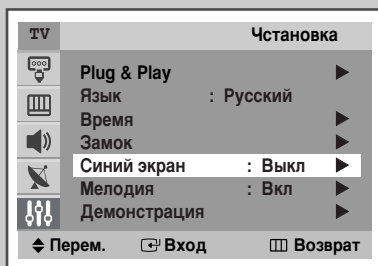 TV Чстановка
Plug & Play
Язык : Русский
Время
Замок
Синий экран : Выкл
Мелодия : Вкл
Демонстрация
Перем. Вход Возврат